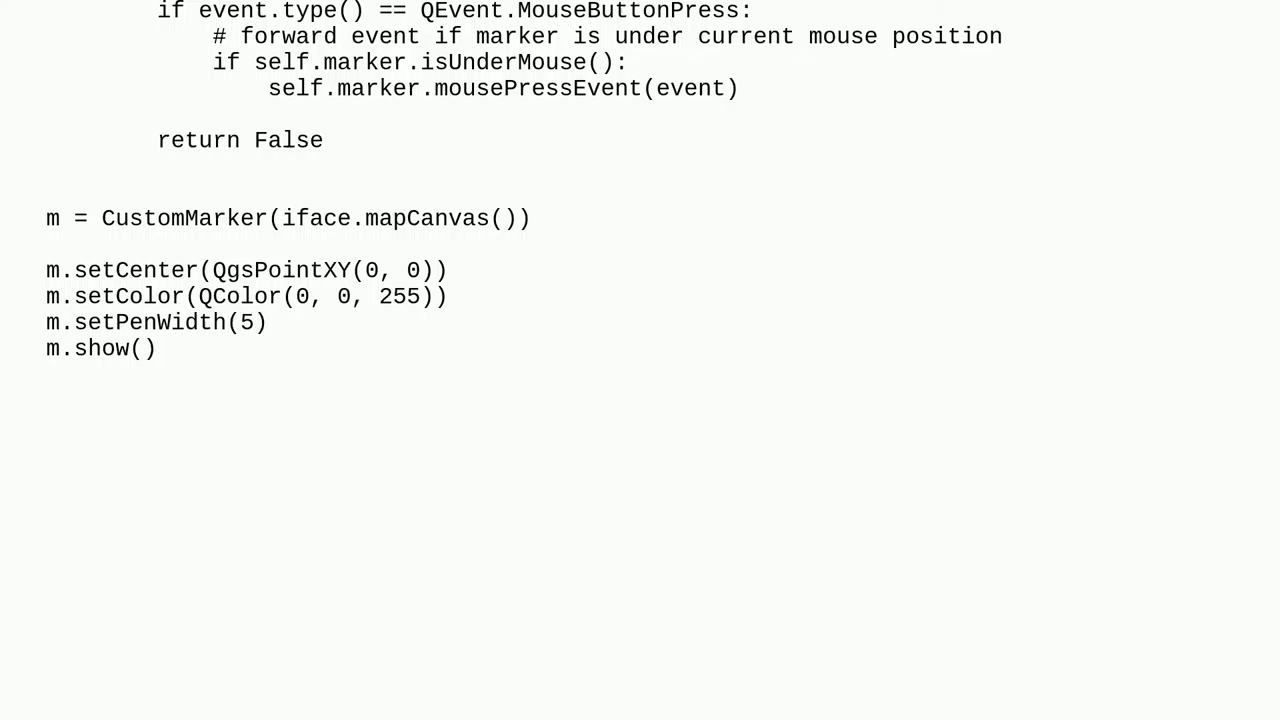 if event.type() == QEvent.MouseButtonPress:
# forward event if marker is under current mouse position
if self.marker.isUnderMouse():
self.marker.mousePressEvent(event)
return False
m = CustomMarker(iface.mapCanvas())
m.setCenter(QgsPointXY(0, 0))
m.setColor(QColor(0, 0, 255))
m.setPenWidth(5)
m.show()